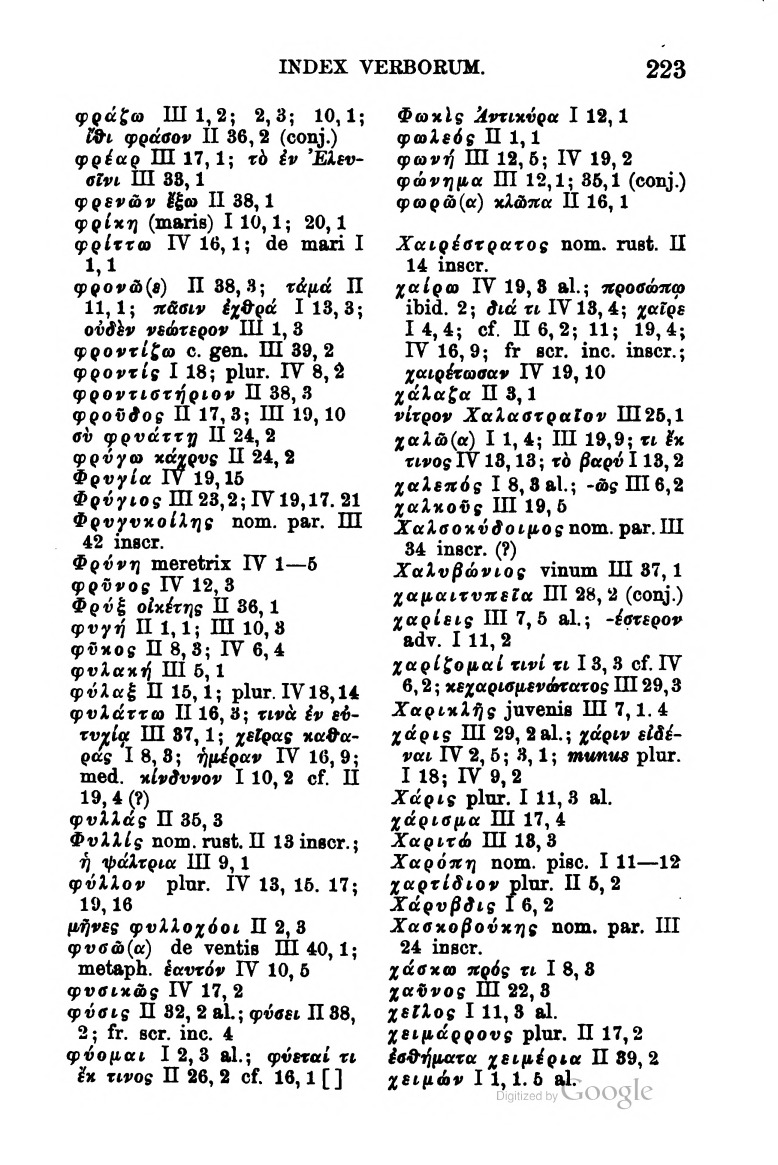 INDEX VERBORUM. 223
φράζω III 1, 2; 2, 3; 10, 1;
ἴθι φράσον II 36, 2 (conj.)
φρέαρ III 17, 1; τὸ ἐν Ἐλευ-
σῖνι III 33, 1
φρενῶν ἔξω II 38, 1
φρίκη (maris) I 10, 1; 20, 1
φρίττω IV 16, 1; de mari I
1, 1
φρονῶ(ε) II 38, 3; τἀμά II
11, 1; πᾶσιν ἐχθρά I 13, 3;
οὐδὲν νεώτερον III 1, 3
φροντίζω c. gen. III 39, 2
φροντίς I 18; plur. IV 8, 2
φροντιστήριον II 38, 3
φροῦδος II 17, 3; III 19, 10
σὺ φρυάττῃ II 24, 2
φρύγω κάχρυς II 24, 2
Φρυγία IV 19, 15
Φρύγιος III 23, 2; IV 19, 17. 21
Φρυγυκοίλης nom. par. III
42 inscr.
Φρύνη meretrix IV 1—5
φρῦνος IV 12, 3
Φρύξ οἰκέτης II 36, 1
φυγή II 1, 1; III 10, 3
φῦκος II 8, 3; IV 6, 4
φυλακή III 5, 1
φύλαξ II 15, 1; plur. IV 18, 14
φυλάττω II 16, 3; τινὰ ἐν εὐ-
τυχίᾳ III 37, 1; χεῖρας καθα-
ράς I 8, 3; ἡμέραν IV 16, 9;
med. κίνδυνον I 10, 2 cf. II
19, 4 (?)
φυλλάς II 35, 3
Φυλλίς nom. rust. II 13 inscr.;
ἡ ψάλτρια III 9, 1
φύλλον plur. IV 13, 15. 17;
19, 16
μῆνες φυλλοχόοι II 2, 3
φυσῶ(α) de ventis III 40, 1;
metaph. ἑαυτόν IV 10, 5
φυσικῶς IV 17, 2
φύσις II 32, 2 al.; φύσει II 38,
2; fr. scr. inc. 4
φύομαι I 2, 3 al.; φύεταί τι
ἔκ τινος II 26, 2 cf. 16, 1 [ ]
Φωκὶς Ἀντικύρα I 12, 1
φωλεός II 1, 1
φωνή III 12, 5; IV 19, 2
φώνημα III 12, 1; 35, 1 (conj.)
φωρῶ(α) κλῶπα II 16, 1
Χαιρέστρατος nom. rust. II
14 inscr.
χαίρω IV 19, 3 al.; προσώπῳ
ibid. 2; διά τι IV 13, 4; χαῖρε
I 4, 4; cf. II 6, 2; 11; 19, 4;
IV 16, 9; fr scr. inc. inscr.;
χαιρέτωσαν IV 19, 10
χάλαζα II 3, 1
νίτρον Χαλαστραῖον III 25, 1
χαλῶ(α) I 1, 4; III 19, 9; τι ἔκ
τινος IV 13, 13; τὸ βαρύ I 13, 2
χαλεπός I 8, 3 al.; -ῶς III 6, 2
χαλκοῦς III 19, 5
Χαλσοκύδοιμος nom. par. III
34 inscr. (?)
Χαλυβώνιος vinum III 37, 1
χαμαιτυπεῖα III 28, 2 (conj.)
χαρίεις III 7, 5 al.; -έστερον
adv. I 11, 2
χαρίζομαί τινί τι I 3, 3 cf. IV
6, 2; κεχαρισμενώτατος III 29, 3
Χαρικλῆς juvenis III 7, 1. 4
χάρις III 29, 2 al.; χάριν εἰδέ-
ναι IV 2, 5; 3, 1; munus plur.
I 18; IV 9, 2
Χάρις plur. I 11, 3 al.
χάρισμα III 17, 4
Χαριτώ III 13, 3
Χαρόπη nom. pisc. I 11—12
χαρτίδιον plur. II 5, 2
Χάρυβδις I 6, 2
Χασκοβούκης nom. par. III
24 inscr.
χάσκω πρός τι I 8, 3
χαῦνος III 22, 3
χεῖλος I 11, 3 al.
χειμάρρους plur. II 17, 2
ἐσθήματα χειμέρια II 39, 2
χειμών I 1, 1. 5 al.
Digitized by Google